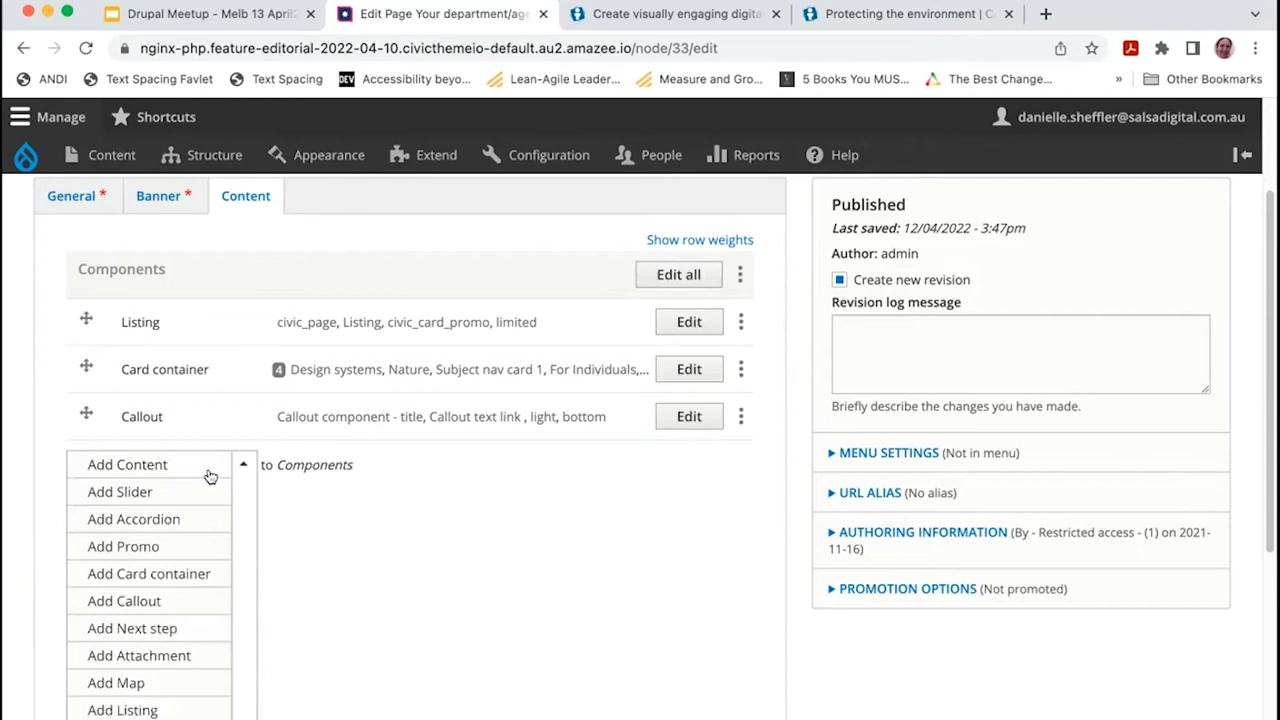 Drupal Meetup - Melb 13 April2
Edit Page Your department/age
Create visually engaging digita
Protecting the environment | C
nginx-php.feature-editorial-2022-04-10.civicthemeio-default.au2.amazee.io/node/33/edit
ANDI
Text Spacing Favlet
Text Spacing
DEV
Accessibility beyo...
Lean-Agile Leader...
Measure and Gro...
5 Books You MUS...
The Best Change...
»
Other Bookmarks
Manage
Shortcuts
danielle.sheffler@salsadigital.com.au
Content
Structure
Appearance
Extend
Configuration
People
Reports
Help
General *
Banner *
Content
Show row weights
Components
Edit all
Listing
civic_page, Listing, civic_card_promo, limited
Edit
Card container
4 Design systems, Nature, Subject nav card 1, For Individuals,...
Edit
Callout
Callout component - title, Callout text link , light, bottom
Edit
Add Content
to Components
Add Slider
Add Accordion
Add Promo
Add Card container
Add Callout
Add Next step
Add Attachment
Add Map
Add Listing
Published
Last saved: 12/04/2022 - 3:47pm
Author: admin
Create new revision
Revision log message
Briefly describe the changes you have made.
MENU SETTINGS (Not in menu)
URL ALIAS (No alias)
AUTHORING INFORMATION (By - Restricted access - (1) on 2021-
11-16)
PROMOTION OPTIONS (Not promoted)